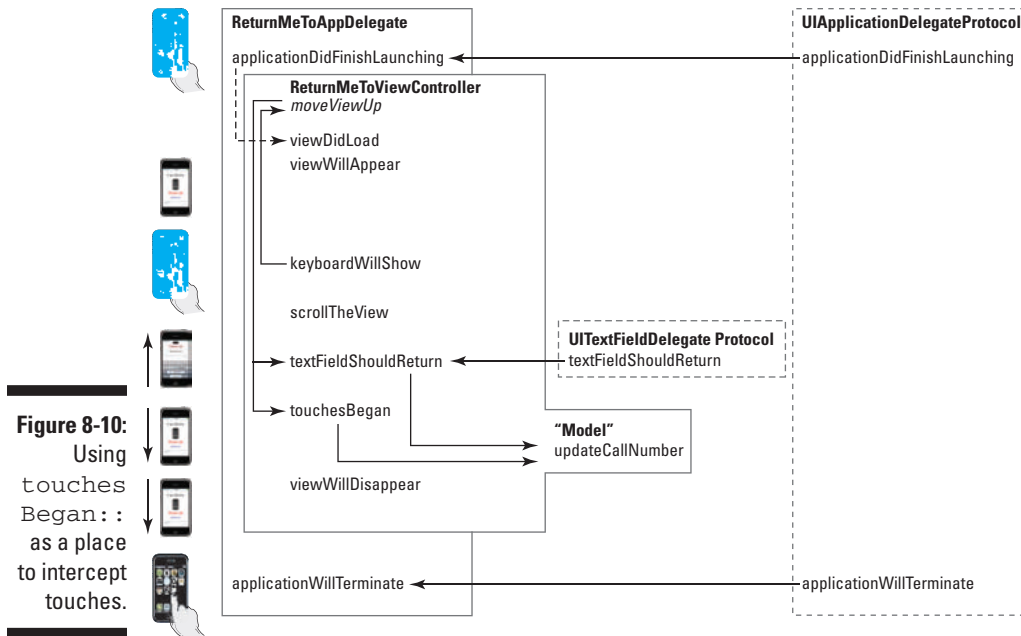 ReturnMeToAppDelegate
UIApplicationDelegateProtocol
applicationDidFinishLaunching
applicationDidFinishLaunching
ReturnMeToViewController
moveViewUp
viewDidLoad
viewWillAppear
keyboardWillShow
scrollTheView
UITextFieldDelegate Protocol
textFieldShouldReturn
textFieldShouldReturn
touchesBegan
“Model”
updateCallNumber
viewWillDisappear
applicationWillTerminate
applicationWillTerminate
Figure 8-10:
Using
touches
Began::
as a place
to intercept
touches.